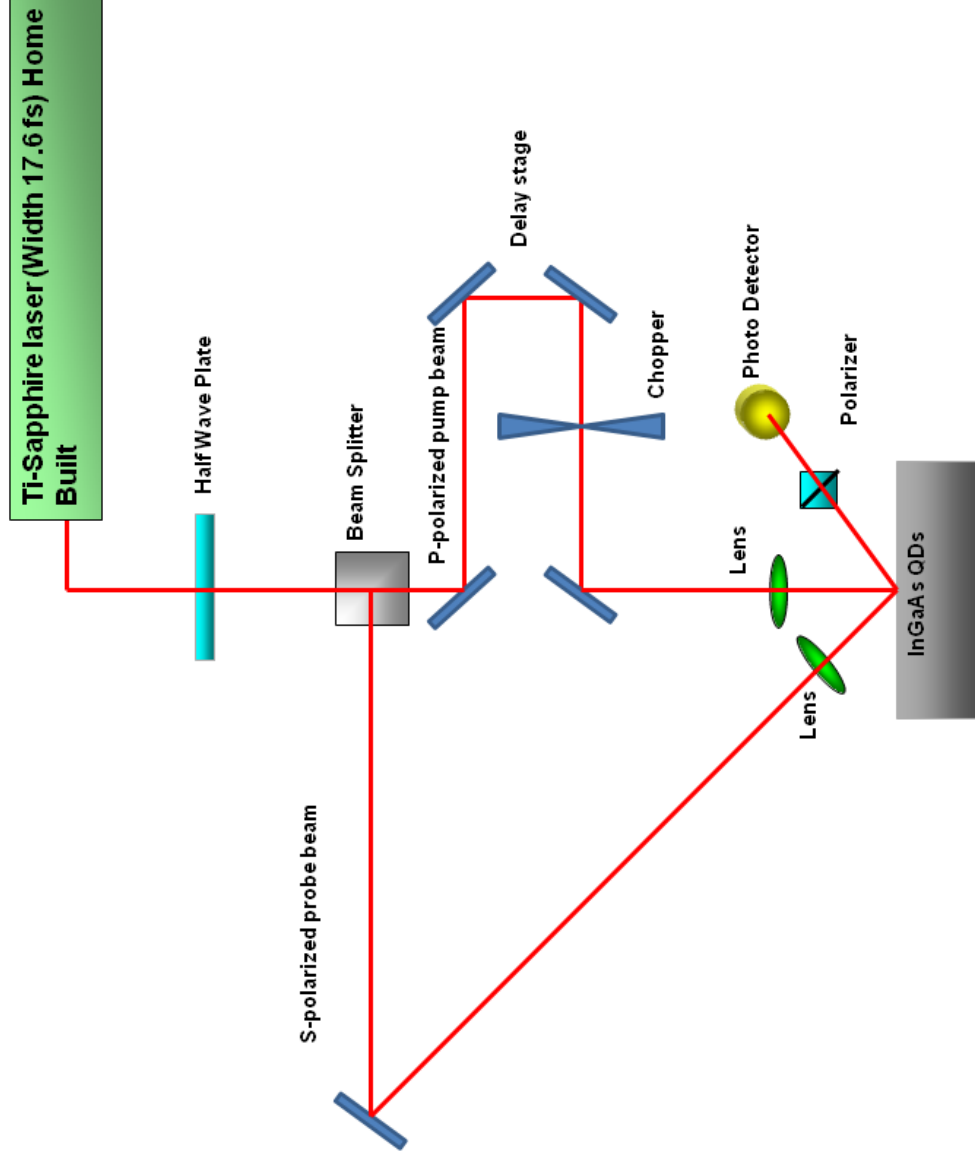 Ti-Sapphire laser (Width 17.6 fs) Home
Built
Half Wave Plate
Beam Splitter
P-polarized pump beam
Delay stage
S-polarized probe beam
Chopper
Photo Detector
Polarizer
Lens
Lens
InGaAs QDs